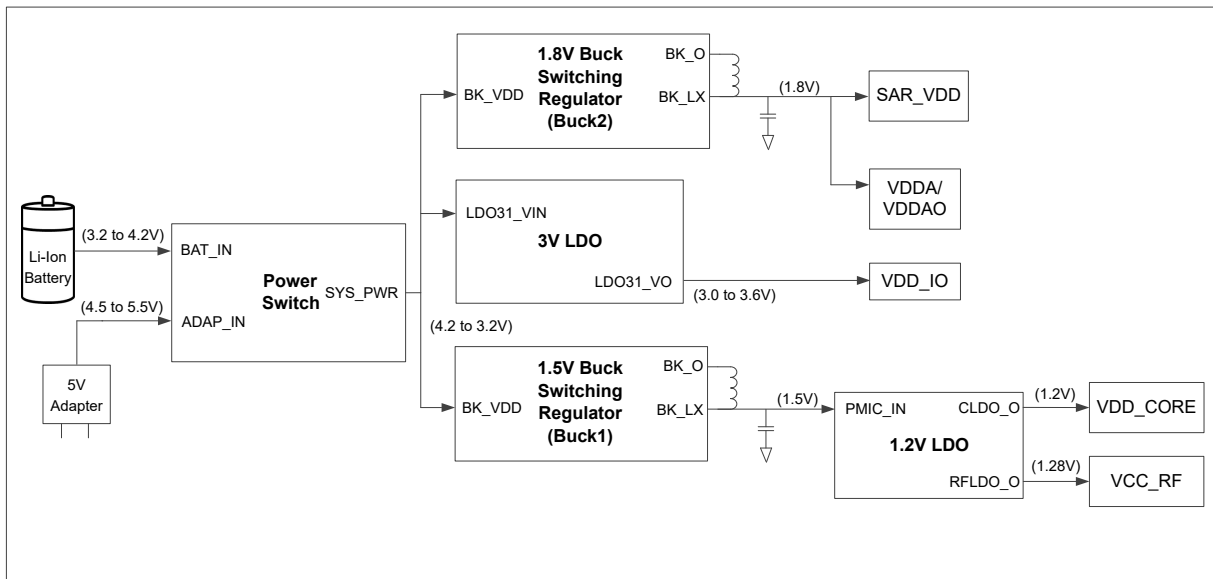 1.8V Buck
Switching
Regulator
(Buck2)
BK_VDD
BK_O
BK_LX
(1.8V)
SAR_VDD
VDDA/
VDDAO
LDO31_VIN
3V LDO
LDO31_VO
(3.0 to 3.6V)
VDD_IO
Li-Ion
Battery
(3.2 to 4.2V)
BAT_IN
Power
Switch
SYS_PWR
(4.5 to 5.5V)
ADAP_IN
5V
Adapter
(4.2 to 3.2V)
1.5V Buck
Switching
Regulator
(Buck1)
BK_VDD
BK_O
BK_LX
(1.5V)
PMIC_IN
CLDO_O
1.2V LDO
RFLDO_O
(1.2V)
VDD_CORE
(1.28V)
VCC_RF